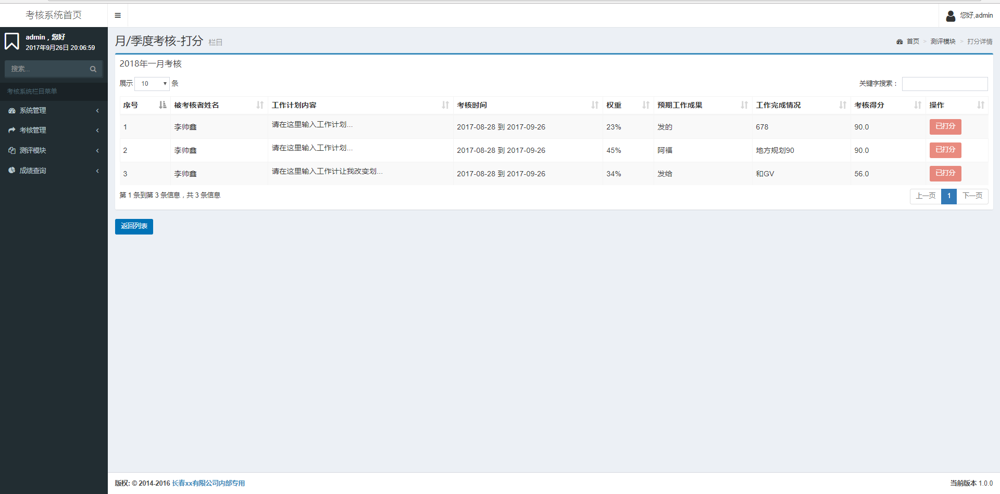 考核系统首页
您好,admin
admin，您好
2017年9月26日 20:06:59
搜索...
考核系统栏目菜单
系统管理
考核管理
测评模块
成绩查询
月/季度考核-打分 栏目
首页 > 测评模块 > 打分详情
2018年一月考核
展示 10 条
关键字搜索：
序号 被考核者姓名 工作计划内容 考核时间 权重 预期工作成果 工作完成情况 考核得分 操作
1 李帅鑫 请在这里输入工作计划... 2017-08-28 到 2017-09-26 23% 发的 678 90.0 已打分
2 李帅鑫 请在这里输入工作计划... 2017-08-28 到 2017-09-26 45% 阿福 地方规划90 90.0 已打分
3 李帅鑫 请在这里输入工作计让我改变划... 2017-08-28 到 2017-09-26 34% 发给 和GV 56.0 已打分
第 1 条到第 3 条信息，共 3 条信息
上一页 1 下一页
返回列表
版权: © 2014-2016 长春xx有限公司内部专用
当前版本 1.0.0